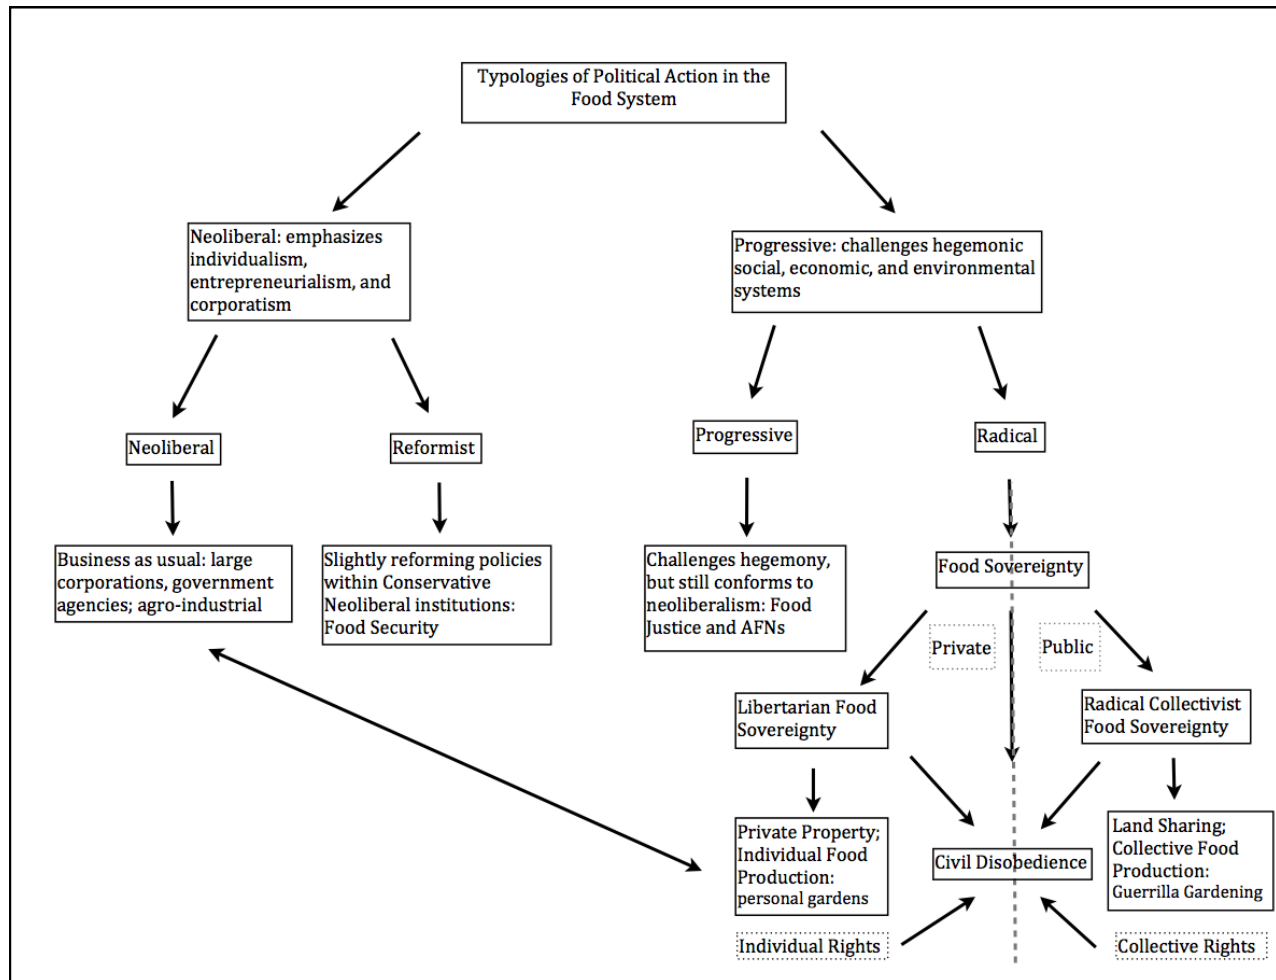 Typologies of Political Action in the
Food System
Neoliberal: emphasizes
individualism,
entrepreneurialism, and
corporatism
Progressive: challenges hegemonic
social, economic, and environmental
systems
Neoliberal
Reformist
Progressive
Radical
Business as usual: large
corporations, government
agencies; agro-industrial
Slightly reforming policies
within Conservative
Neoliberal institutions:
Food Security
Challenges hegemony,
but still conforms to
neoliberalism: Food
Justice and AFNs
Food Sovereignty
Private
Public
Libertarian Food
Sovereignty
Radical Collectivist
Food Sovereignty
Private Property;
Individual Food
Production:
personal gardens
Civil Disobedience
Land Sharing;
Collective Food
Production:
Guerrilla Gardening
Individual Rights
Collective Rights